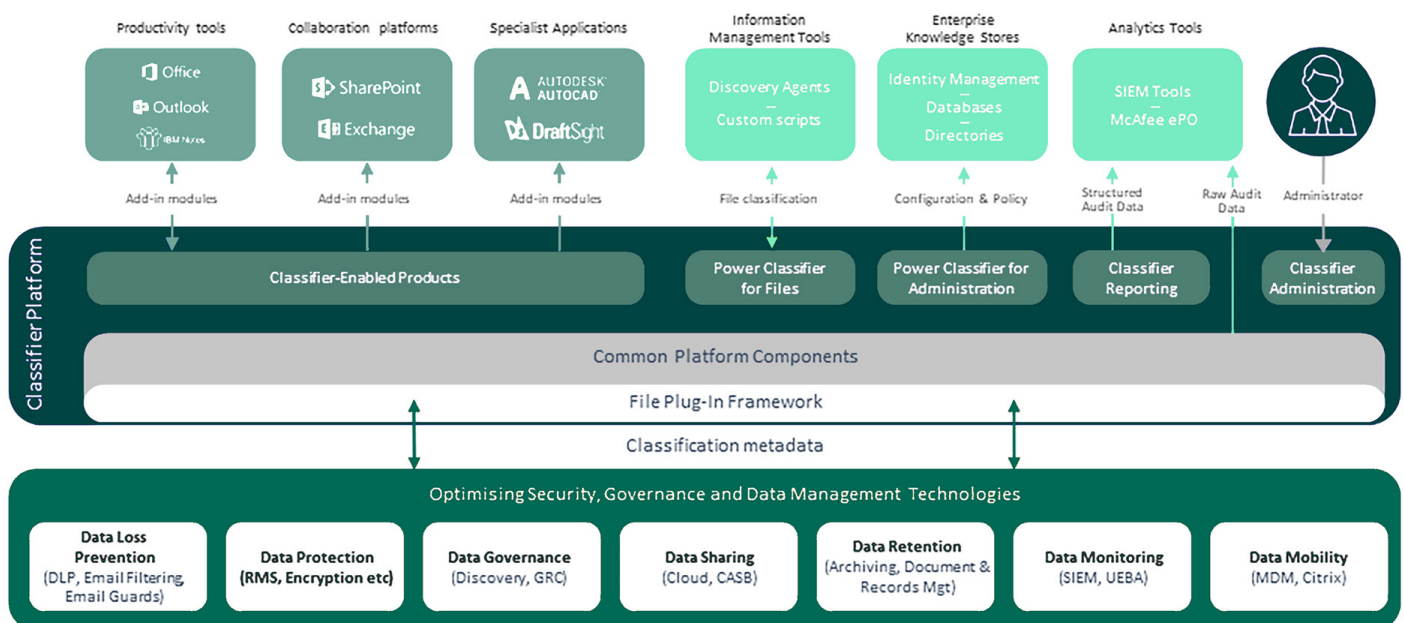 Productivity tools
Collaboration platforms
Specialist Applications
Information
Management Tools
Enterprise
Knowledge Stores
Analytics Tools
Office
Outlook
IBM Notes
SharePoint
Exchange
AUTODESK
AUTOCAD
DraftSight
Discovery Agents
—
Custom scripts
Identity Management
—
Databases
—
Directories
SIEM Tools
—
McAfee ePO
Add-in modules
Add-in modules
Add-in modules
File classification
Configuration & Policy
Structured
Audit Data
Raw Audit
Data
Administrator
Classifier Platform
Classifier-Enabled Products
Power Classifier
for Files
Power Classifier for
Administration
Classifier
Reporting
Classifier
Administration
Common Platform Components
File Plug-In Framework
Classification metadata
Optimising Security, Governance and Data Management Technologies
Data Loss
Prevention
(DLP, Email Filtering,
Email Guards)
Data Protection
(RMS, Encryption etc)
Data Governance
(Discovery, GRC)
Data Sharing
(Cloud, CASB)
Data Retention
(Archiving, Document &
Records Mgt)
Data Monitoring
(SIEM, UEBA)
Data Mobility
(MDM, Citrix)